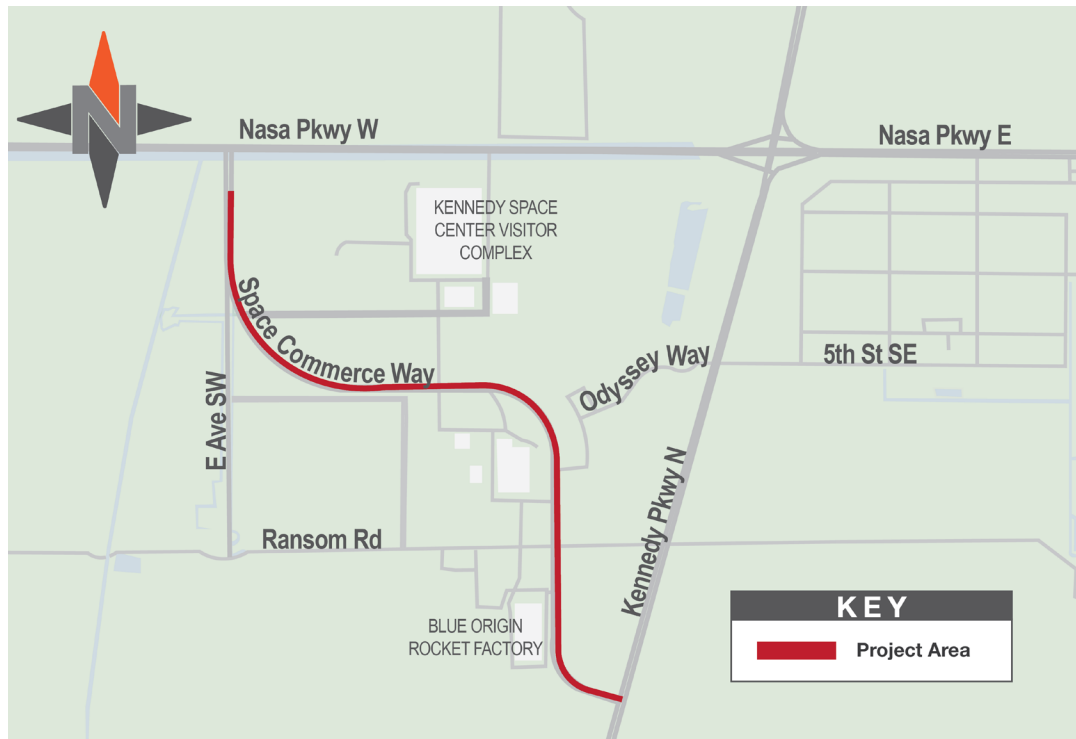 N
Nasa Pkwy W
Nasa Pkwy E
KENNEDY SPACE
CENTER VISITOR
COMPLEX
Space Commerce Way
Odyssey Way
5th St SE
E Ave SW
Kennedy Pkwy N
Ransom Rd
BLUE ORIGIN
ROCKET FACTORY
KEY
Project Area